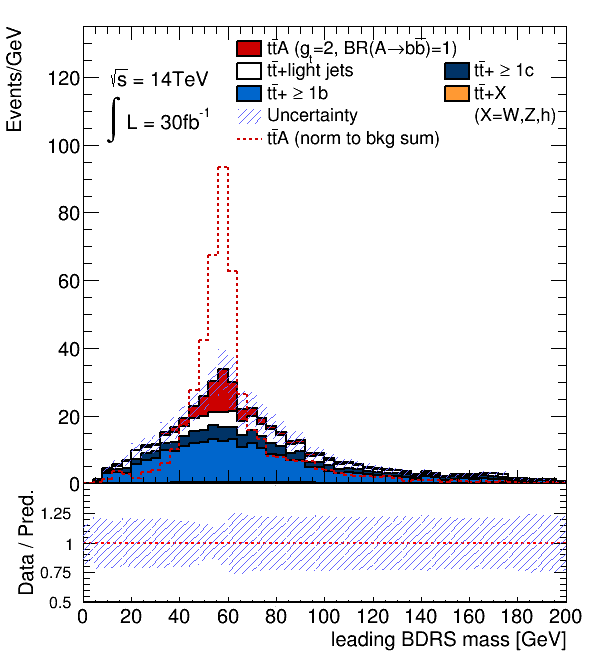 Events/GeV
120
100
80
60
40
20
0
√s = 14TeV
∫ L = 30fb⁻¹
tt̄A (gₜ=2, BR(A→bb̄)=1)
tt̄+light jets
tt̄+ ≥ 1c
tt̄+ ≥ 1b
tt̄+X
Uncertainty
(X=W,Z,h)
tt̄A (norm to bkg sum)
Data / Pred.
1.25
1
0.75
0.5
0 20 40 60 80 100 120 140 160 180 200
leading BDRS mass [GeV]